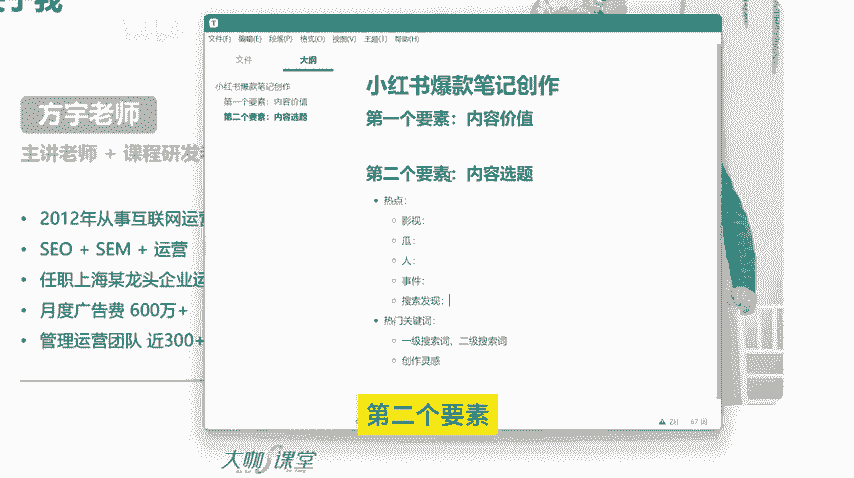 关于我
方宇老师
主讲老师 + 课程研发
2012年从事互联网运营
SEO + SEM + 运营
任职上海某龙头企业运
月度广告费 600万+
管理运营团队 近300+
文件(F) 编辑(E) 段落(P) 格式(O) 视图(V) 主题(T) 帮助(H)
文件 大纲
小红书爆款笔记创作
第一个要素：内容价值
第二个要素：内容选题
小红书爆款笔记创作
第一个要素：内容价值
第二个要素：内容选题
热点：
影视：
瓜：
人：
事件：
搜索发现：
热门关键词：
一级搜索词、二级搜索词
创作灵感
67 词
第二个要素
大咖课堂